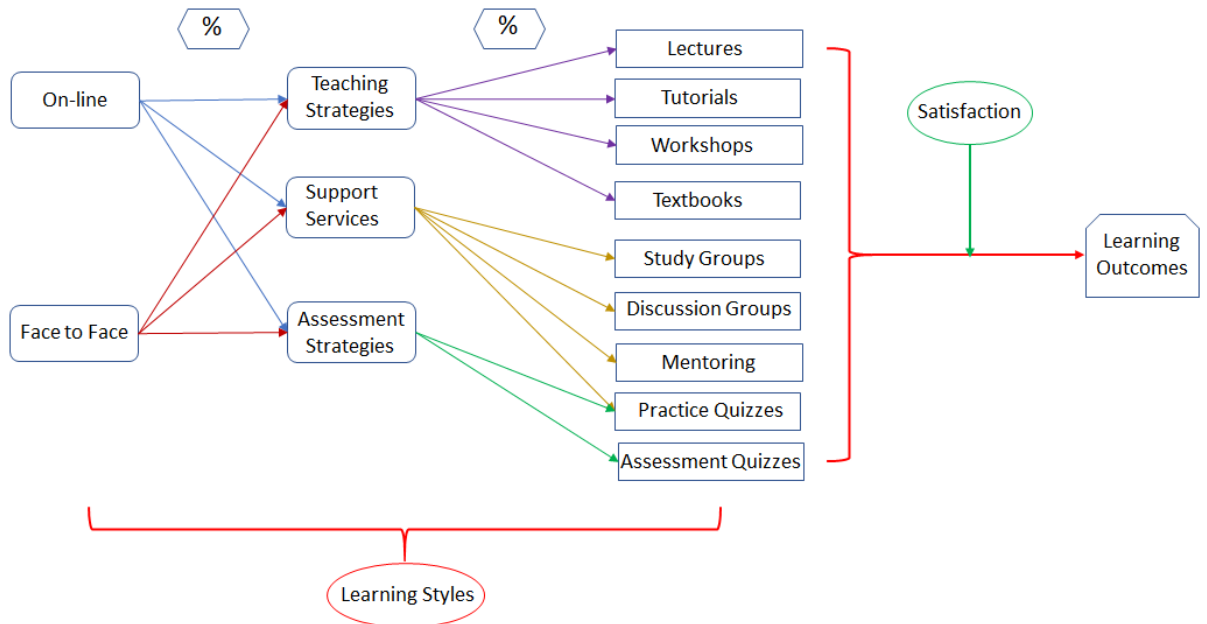 %
%
On-line
Face to Face
Teaching
Strategies
Support
Services
Assessment
Strategies
Lectures
Tutorials
Workshops
Textbooks
Study Groups
Discussion Groups
Mentoring
Practice Quizzes
Assessment Quizzes
Satisfaction
Learning
Outcomes
Learning Styles